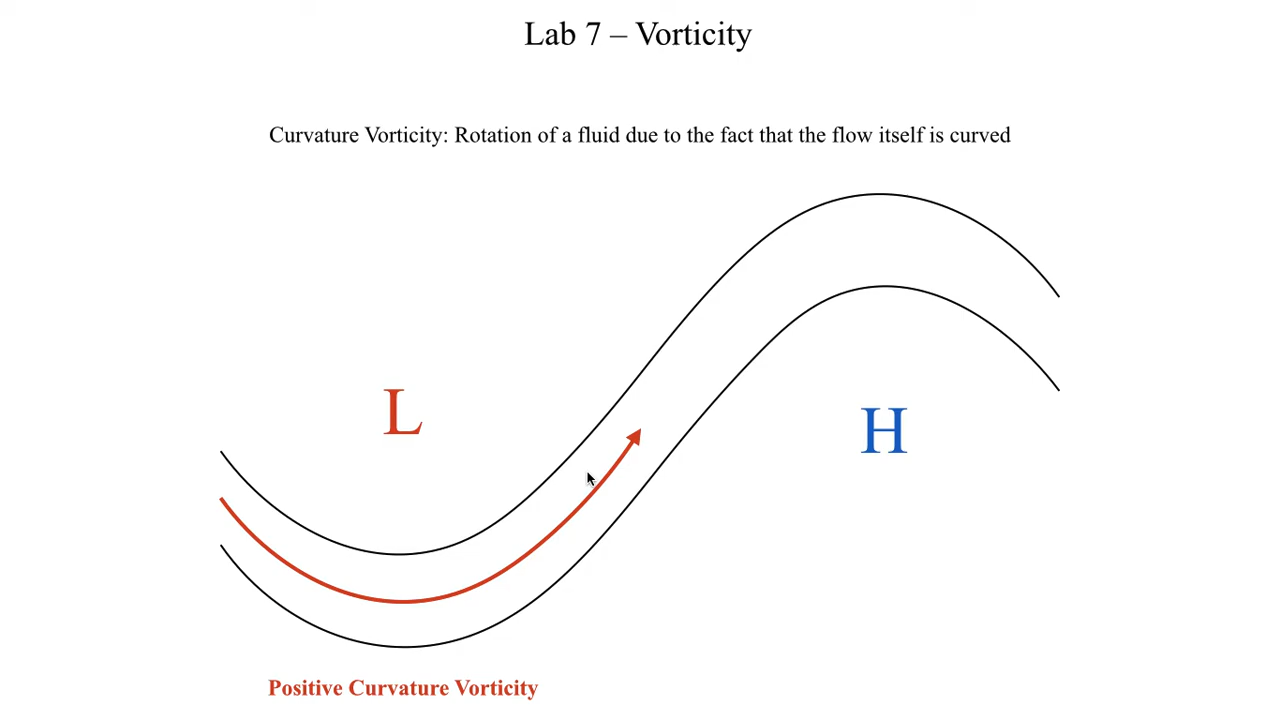 Lab 7 – Vorticity
Curvature Vorticity: Rotation of a fluid due to the fact that the flow itself is curved
L
H
Positive Curvature Vorticity